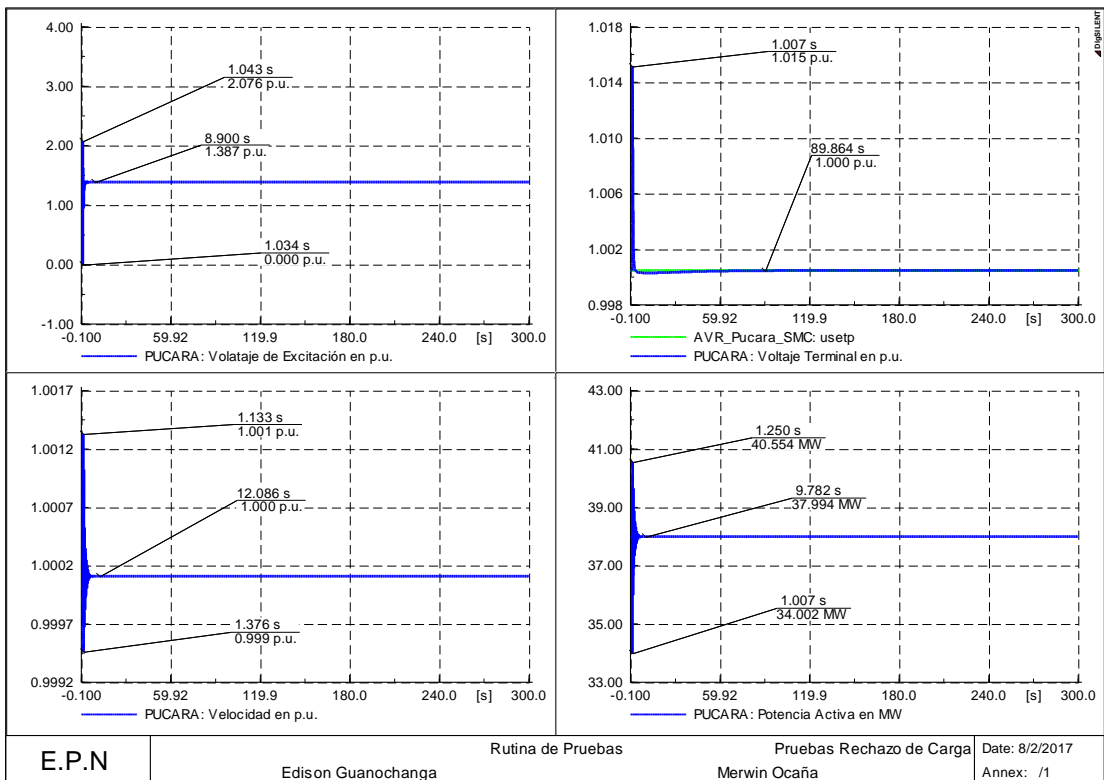 DIgSILENT
4.00
3.00
2.00
1.00
0.00
-1.00
-0.100
59.92
119.9
180.0
240.0
[s]
300.0
1.043 s
2.076 p.u.
8.900 s
1.387 p.u.
1.034 s
0.000 p.u.
PUCARA: Volataje de Excitación en p.u.
1.018
1.014
1.010
1.006
1.002
0.998
-0.100
59.92
119.9
180.0
240.0
[s]
300.0
1.007 s
1.015 p.u.
89.864 s
1.000 p.u.
AVR_Pucara_SMC: usetp
PUCARA: Voltaje Terminal en p.u.
1.0017
1.0012
1.0007
1.0002
0.9997
0.9992
-0.100
59.92
119.9
180.0
240.0
[s]
300.0
1.133 s
1.001 p.u.
12.086 s
1.000 p.u.
1.376 s
0.999 p.u.
PUCARA: Velocidad en p.u.
43.00
41.00
39.00
37.00
35.00
33.00
-0.100
59.92
119.9
180.0
240.0
[s]
300.0
1.250 s
40.554 MW
9.782 s
37.994 MW
1.007 s
34.002 MW
PUCARA: Potencia Activa en MW
E.P.N
Rutina de Pruebas
Pruebas Rechazo de Carga
Edison Guanochanga
Merwin Ocaña
Date: 8/2/2017
Annex: /1